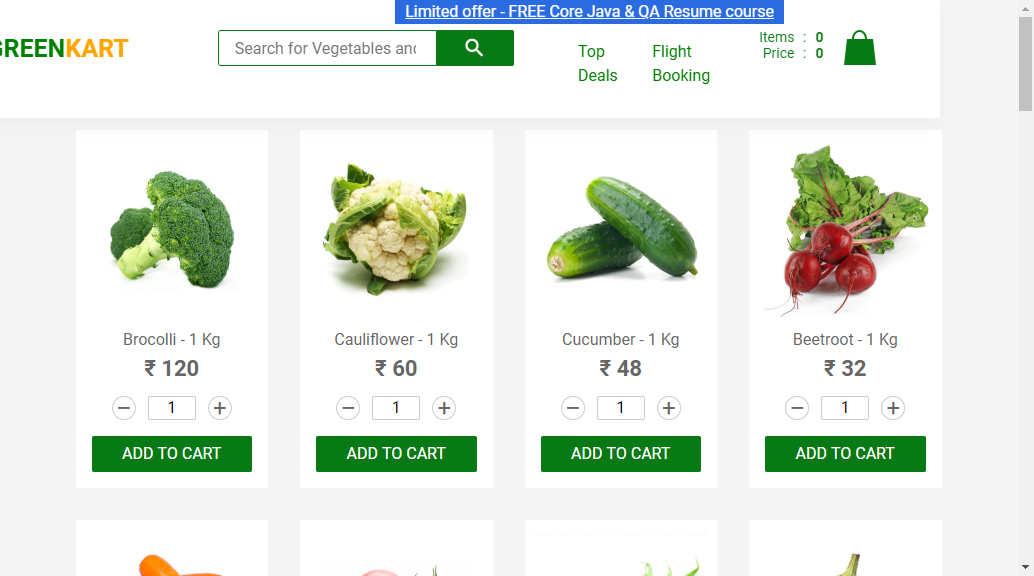 Limited offer - FREE Core Java & QA Resume course
GREENKART
Search for Vegetables and
Top Deals
Flight Booking
Items : 0
Price : 0
Brocolli - 1 Kg
₹ 120
1
ADD TO CART
Cauliflower - 1 Kg
₹ 60
1
ADD TO CART
Cucumber - 1 Kg
₹ 48
1
ADD TO CART
Beetroot - 1 Kg
₹ 32
1
ADD TO CART